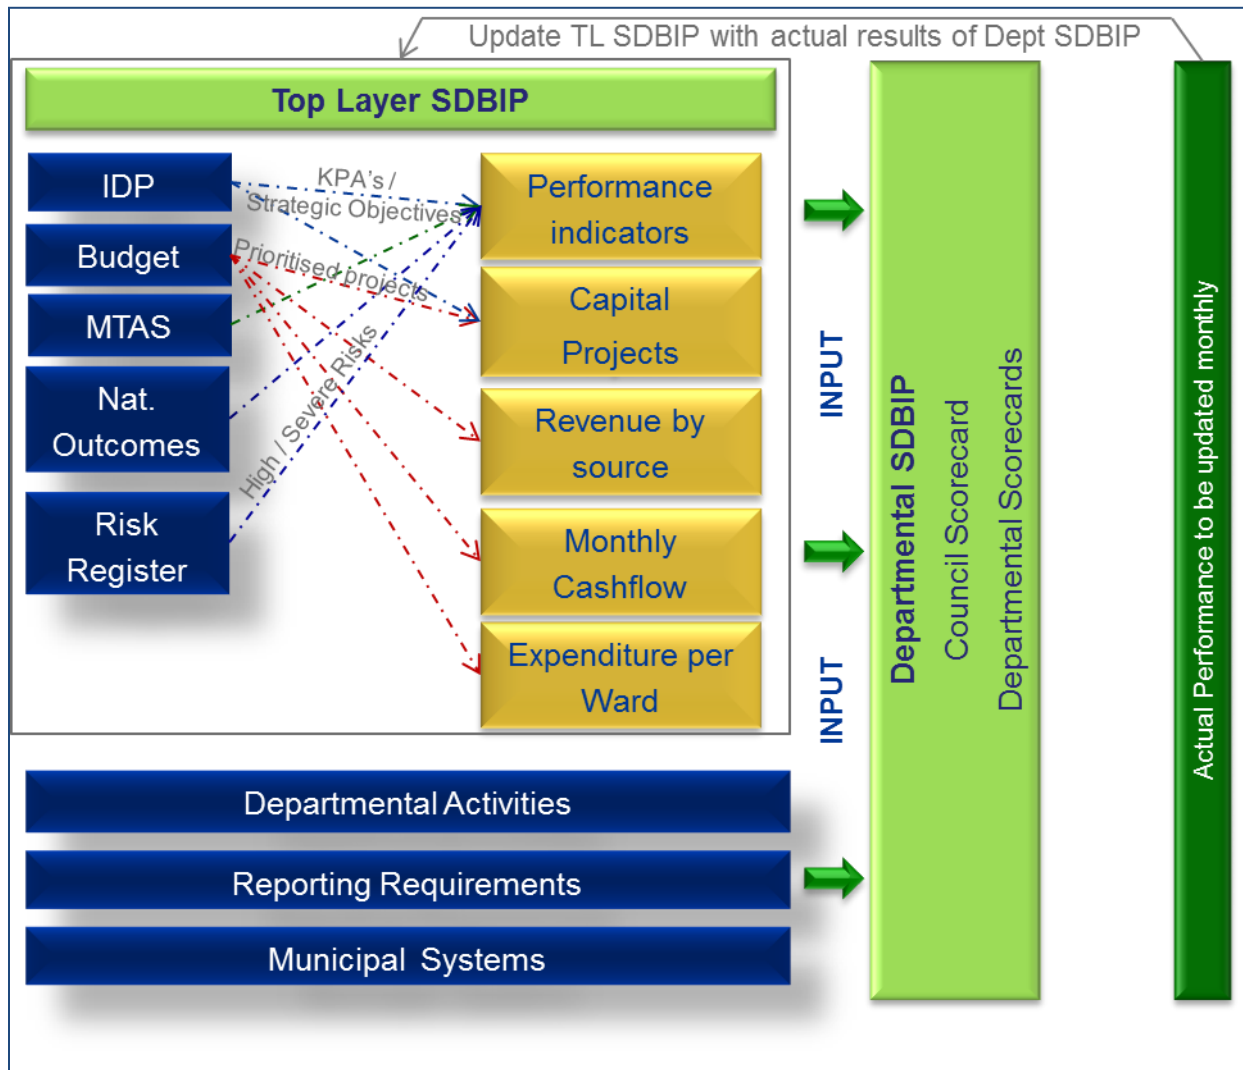 Update TL SDBIP with actual results of Dept SDBIP
Top Layer SDBIP
IDP
Budget
MTAS
Nat.
Outcomes
Risk
Register
KPA's /
Strategic Objectives
Prioritised projects
High / Severe Risks
Performance
indicators
Capital
Projects
Revenue by
source
Monthly
Cashflow
Expenditure per
Ward
INPUT
INPUT
Departmental SDBIP
Council Scorecard
Departmental Scorecards
Actual Performance to be updated monthly
Departmental Activities
Reporting Requirements
Municipal Systems